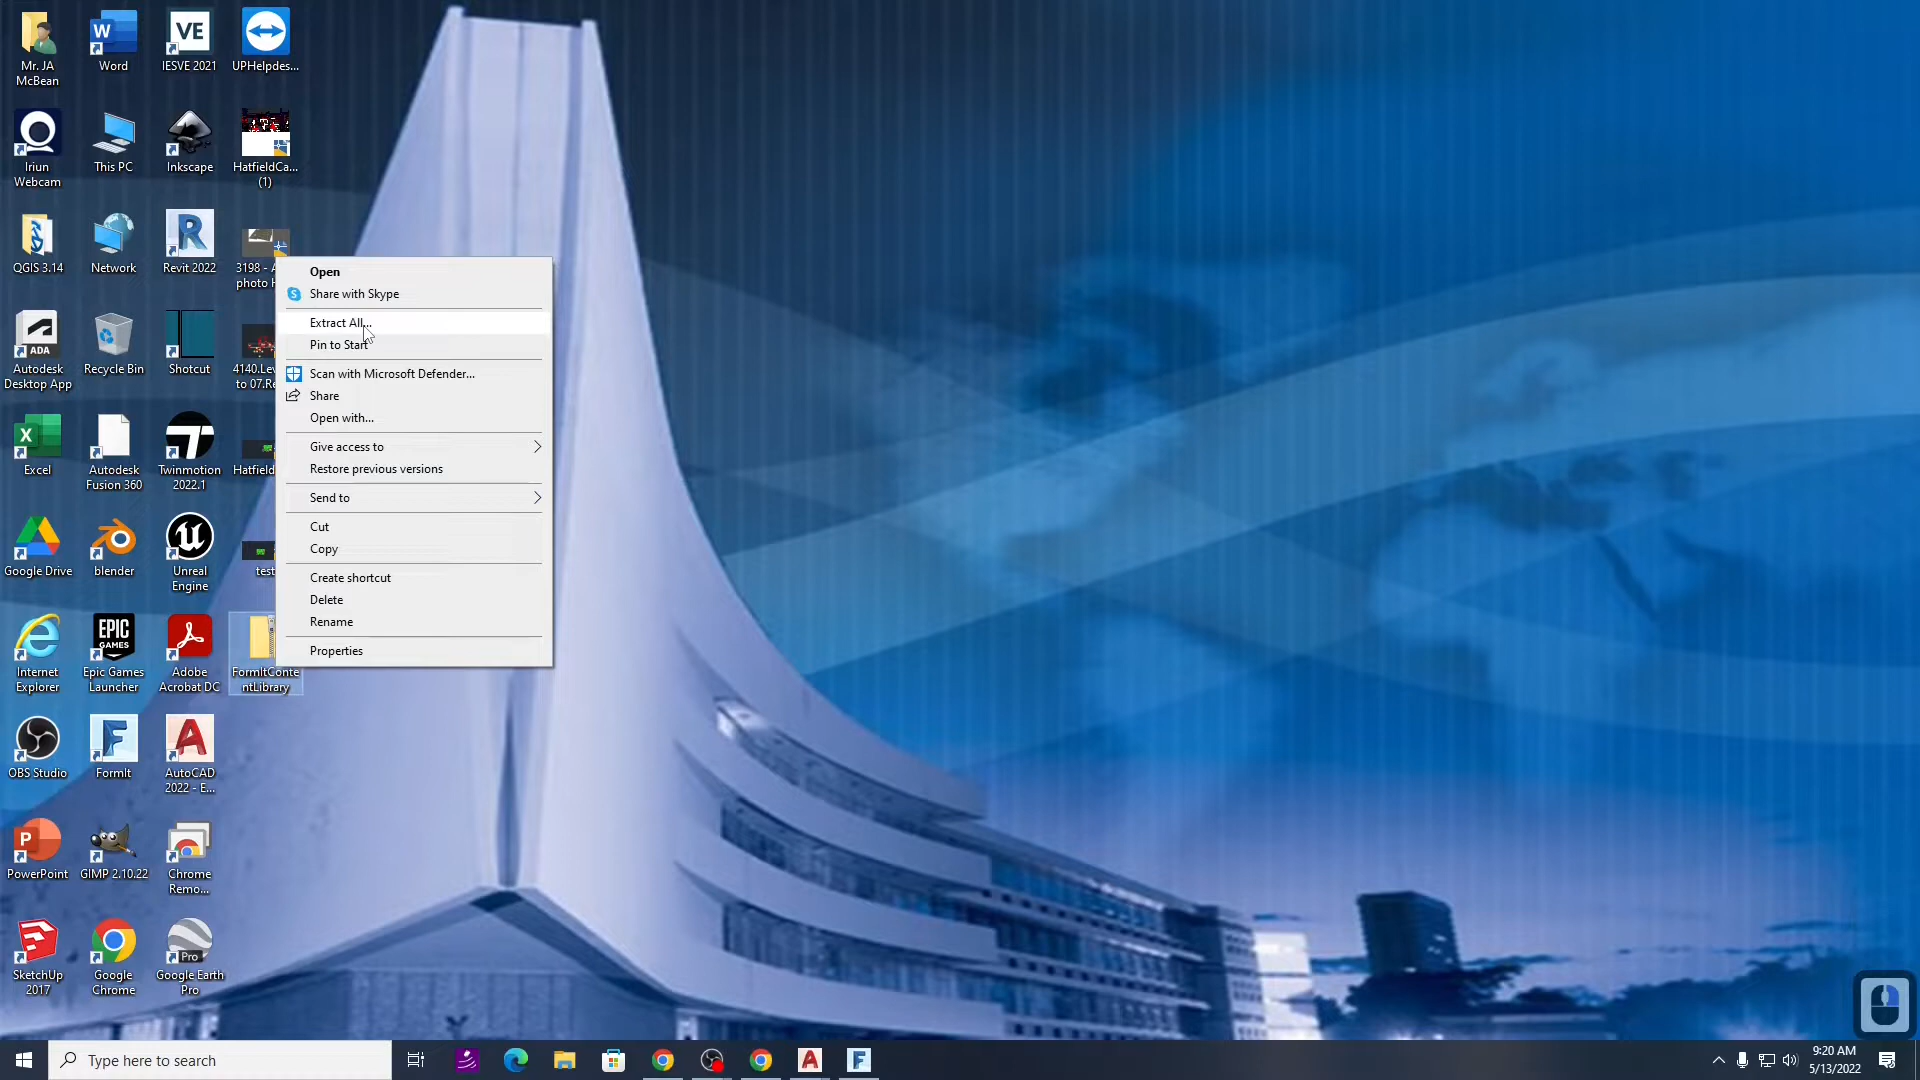 Mr. JA
McBean
W
Word
VE
IESVE 2021
UPHelpdes...
Iriun
Webcam
This PC
Inkscape
HatfieldCa...
(1)
QGIS 3.14
Network
R
Revit 2022
3198 - A
photo H
ADA
Autodesk
Desktop App
Recycle Bin
Shotcut
4140.Lev
to 07.Re
X
Excel
Autodesk
Fusion 360
Twinmotion
2022.1
Hatfield
Google Drive
blender
Unreal
Engine
test
Internet
Explorer
EPIC
GAMES
Epic Games
Launcher
Adobe
Acrobat DC
FormItConte
ntLibrary
OBS Studio
F
FormIt
A
AutoCAD
2022 - E...
P
PowerPoint
GIMP 2.10.22
Chrome
Remo...
SketchUp
2017
Google
Chrome
Pro
Google Earth
Pro
Open
S
Share with Skype
Extract All...
Pin to Start
Scan with Microsoft Defender...
Share
Open with...
Give access to
Restore previous versions
Send to
Cut
Copy
Create shortcut
Delete
Rename
Properties
Type here to search
A
F
9:20 AM
5/13/2022